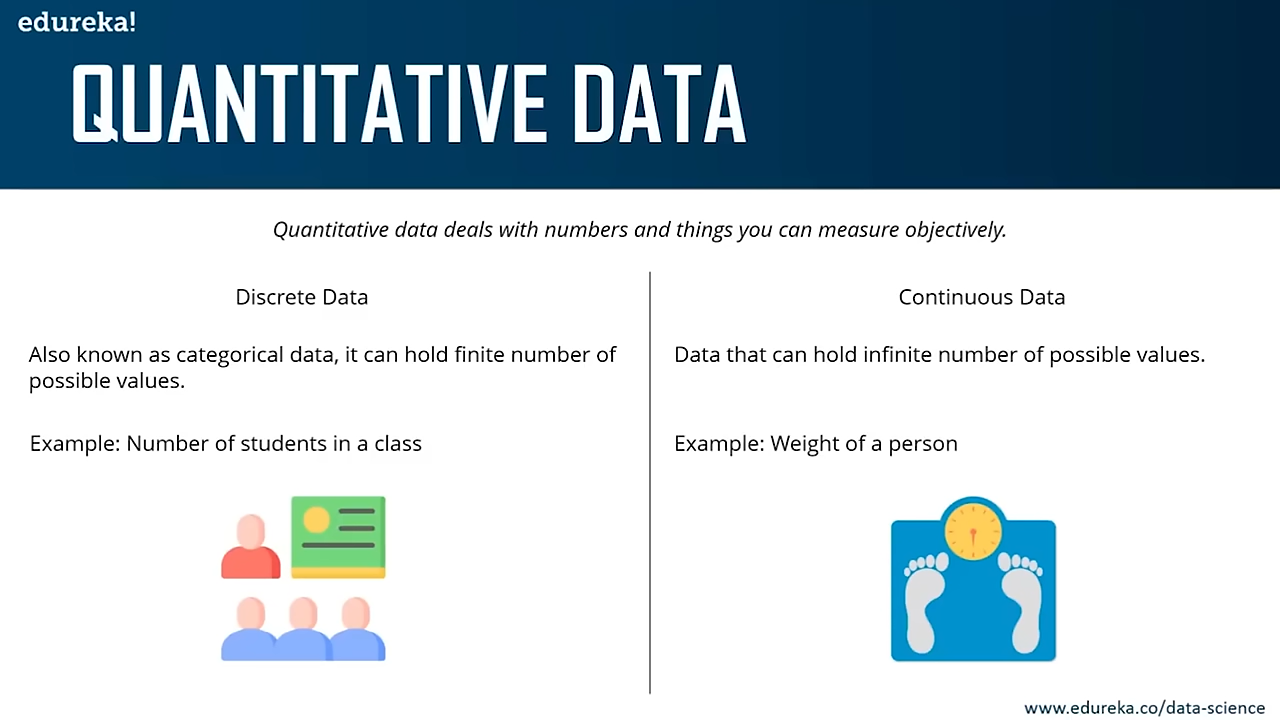 edureka!
QUANTITATIVE DATA
Quantitative data deals with numbers and things you can measure objectively.
Discrete Data
Also known as categorical data, it can hold finite number of
possible values.
Example: Number of students in a class
Continuous Data
Data that can hold infinite number of possible values.
Example: Weight of a person
www.edureka.co/data-science